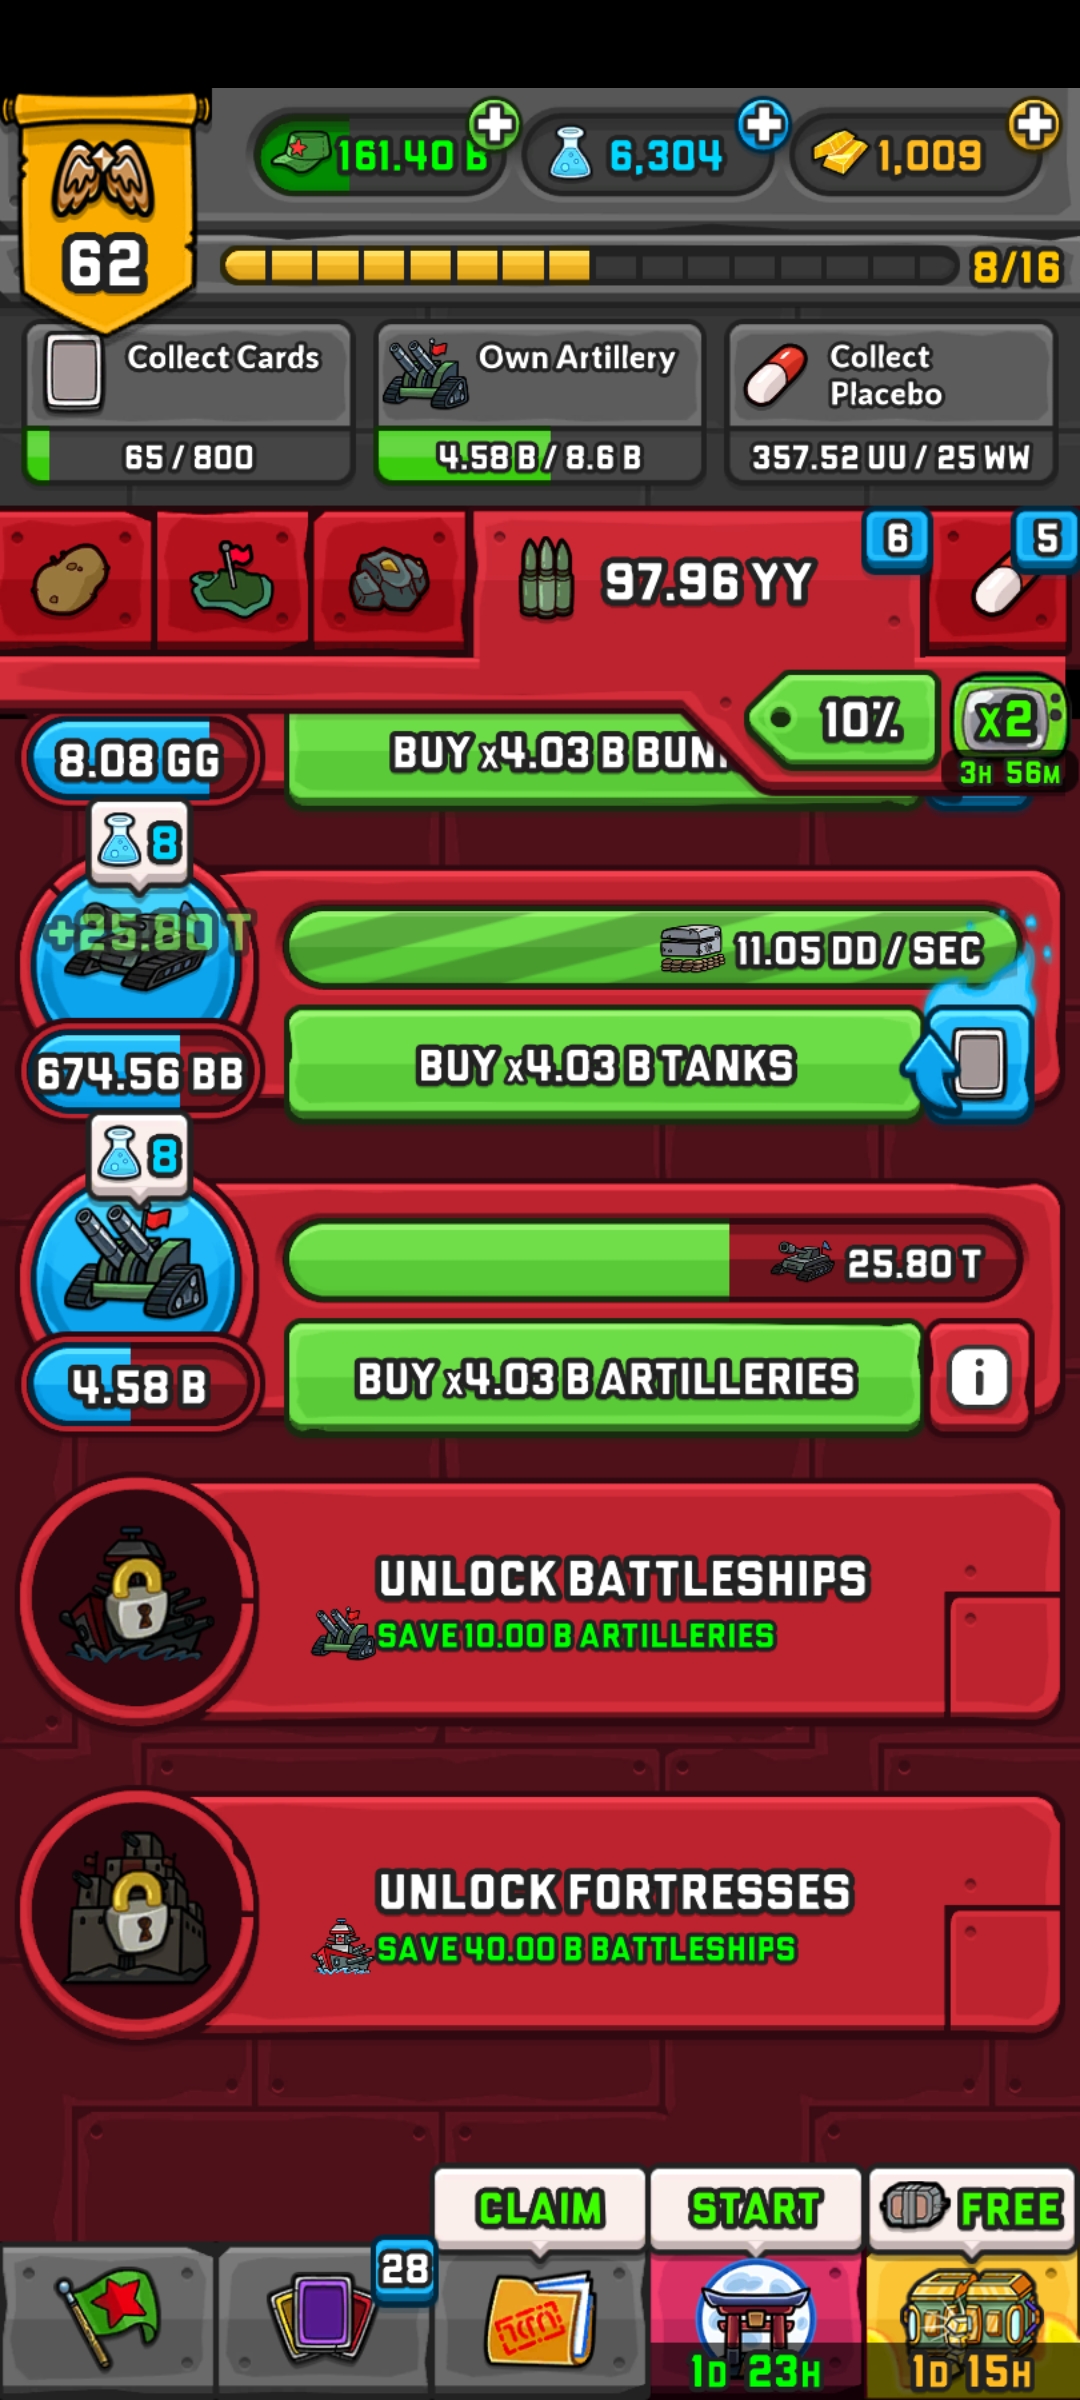 161.40 B
6,304
1,009
62
8/16
Collect Cards
65 / 800
Own Artillery
4.58 B / 8.6 B
Collect
Placebo
357.52 UU / 25 WW
97.96 YY
6
5
10%
x2
3H 56M
8.08 GG
BUY x4.03 B
8
+25.80 T
11.05 DD / SEC
674.56 BB
BUY x4.03 B TANKS
8
25.80 T
4.58 B
BUY x4.03 B ARTILLERIES
i
UNLOCK BATTLESHIPS
SAVE 10.00 B ARTILLERIES
UNLOCK FORTRESSES
SAVE 40.00 B BATTLESHIPS
CLAIM
START
FREE
28
1D 23H
1D 15H